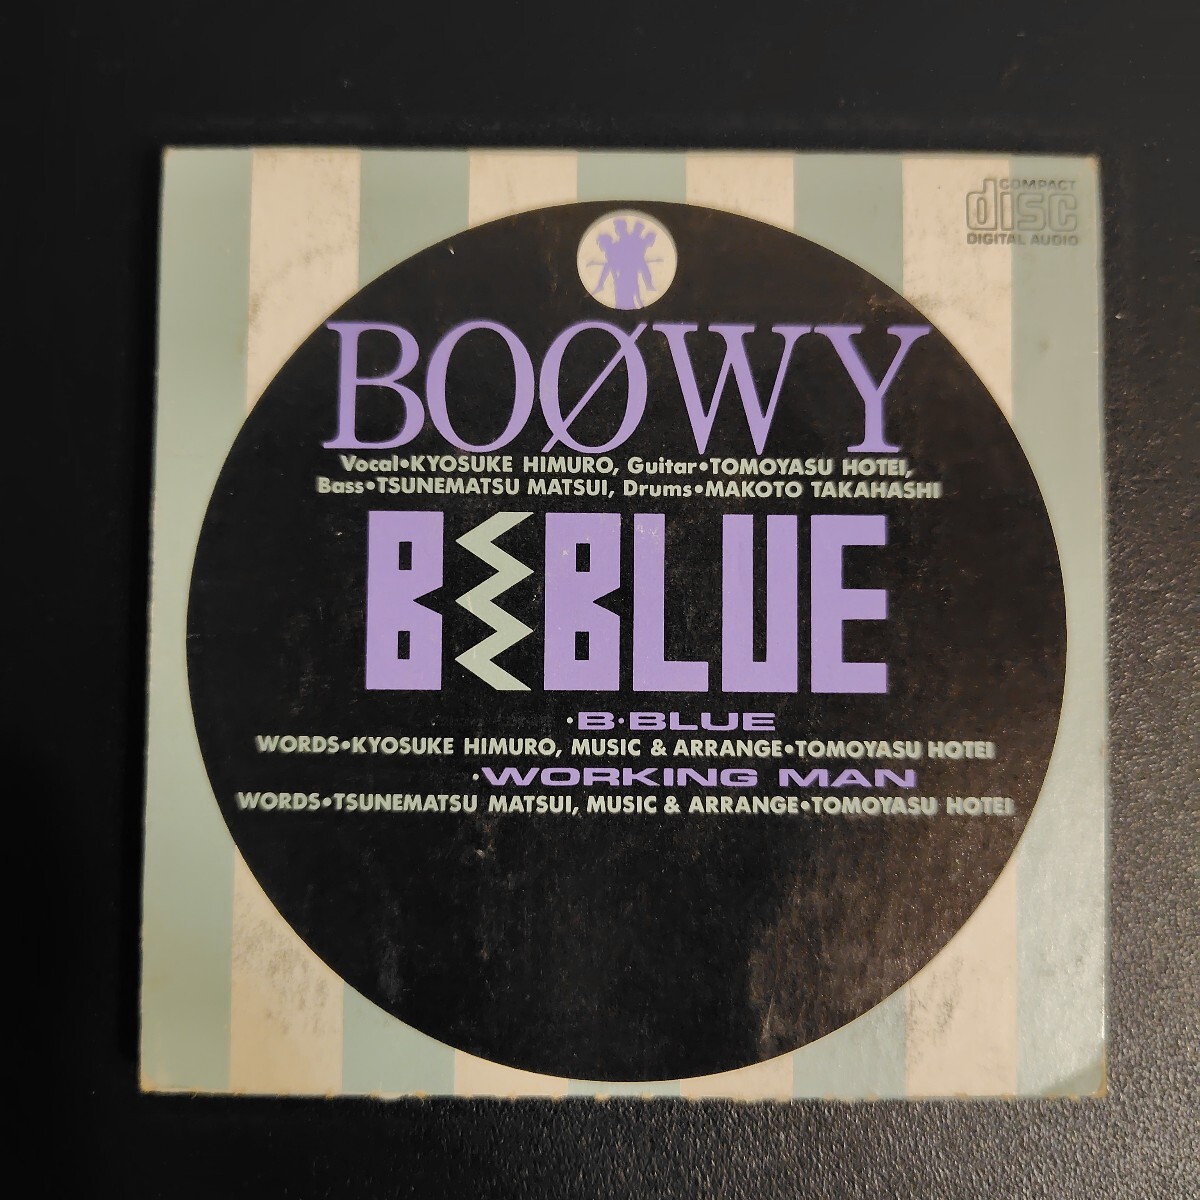 COMPACT
disc
DIGITAL AUDIO
BOØWY
Vocal•KYOSUKE HIMURO, Guitar•TOMOYASU HOTEI,
Bass•TSUNEMATSU MATSUI, Drums•MAKOTO TAKAHASHI
B BLUE
·B·BLUE
WORDS•KYOSUKE HIMURO, MUSIC & ARRANGE•TOMOYASU HOTEI
·WORKING MAN
WORDS•TSUNEMATSU MATSUI, MUSIC & ARRANGE•TOMOYASU HOTEI